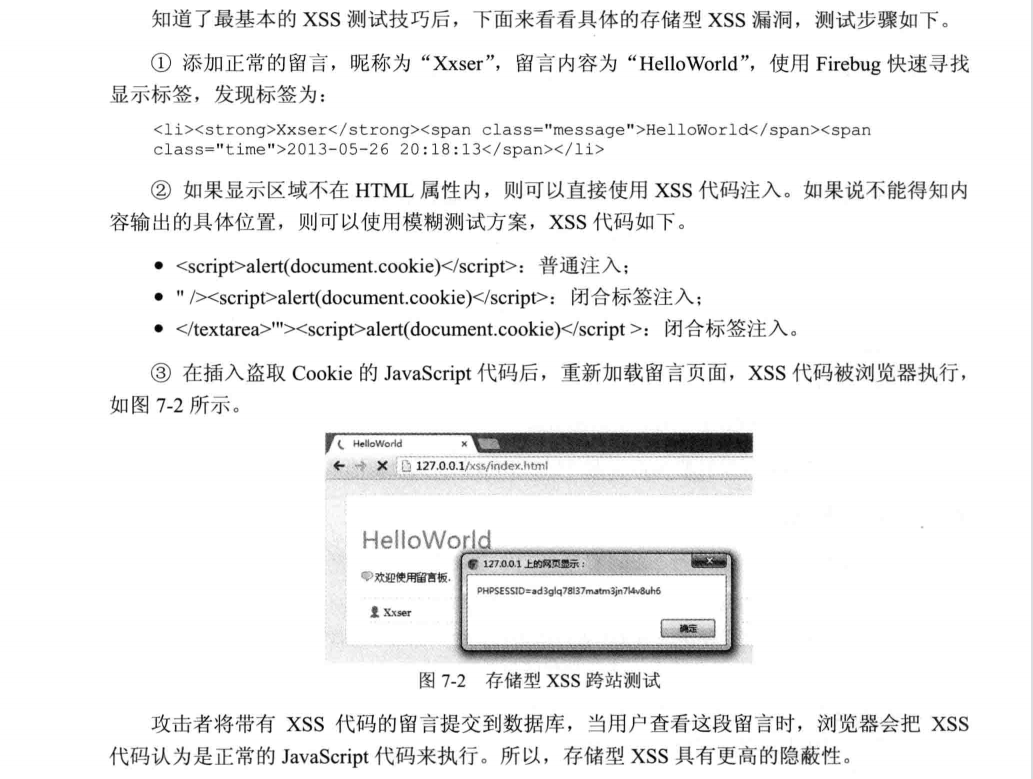 知道了最基本的 XSS 测试技巧后，下面来看看具体的存储型 XSS 漏洞，测试步骤如下。
① 添加正常的留言，昵称为“Xxser”，留言内容为“HelloWorld”，使用 Firebug 快速寻找
显示标签，发现标签为：
<li><strong>Xxser</strong><span class="message">HelloWorld</span><span
class="time">2013-05-26 20:18:13</span></li>
② 如果显示区域不在 HTML 属性内，则可以直接使用 XSS 代码注入。如果说不能得知内
容输出的具体位置，则可以使用模糊测试方案，XSS 代码如下。
● <script>alert(document.cookie)</script>：普通注入；
● " /><script>alert(document.cookie)</script>：闭合标签注入；
● </textarea>'"><script>alert(document.cookie)</script >：闭合标签注入。
③ 在插入盗取 Cookie 的 JavaScript 代码后，重新加载留言页面，XSS 代码被浏览器执行，
如图 7-2 所示。
HelloWorld
127.0.0.1/xss/index.html
HelloWorld
127.0.0.1 上的网页显示：
欢迎使用留言板.
PHPSESSID=ad3glq78l37matm3jn7l4v8uh6
Xxser
确定
图 7-2 存储型 XSS 跨站测试
攻击者将带有 XSS 代码的留言提交到数据库，当用户查看这段留言时，浏览器会把 XSS
代码认为是正常的 JavaScript 代码来执行。所以，存储型 XSS 具有更高的隐蔽性。